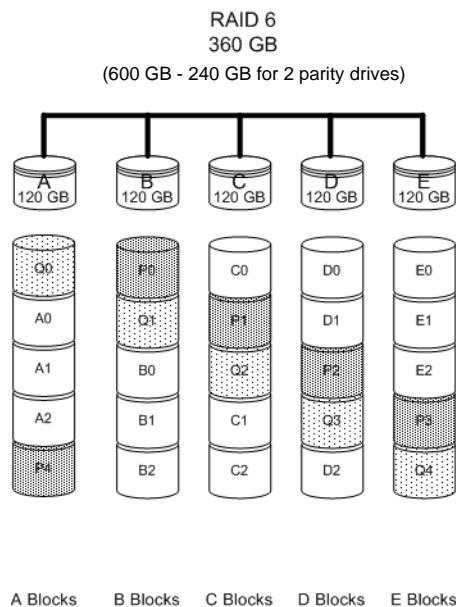 RAID 6
360 GB
(600 GB - 240 GB for 2 parity drives)
A B C D E
120 GB 120 GB 120 GB 120 GB 120 GB
Q0 P0 C0 D0 E0
A0 Q1 P1 D1 E1
A1 B0 Q2 P2 E2
A2 B1 C1 Q3 P3
P4 B2 C2 D2 Q4
A Blocks B Blocks C Blocks D Blocks E Blocks